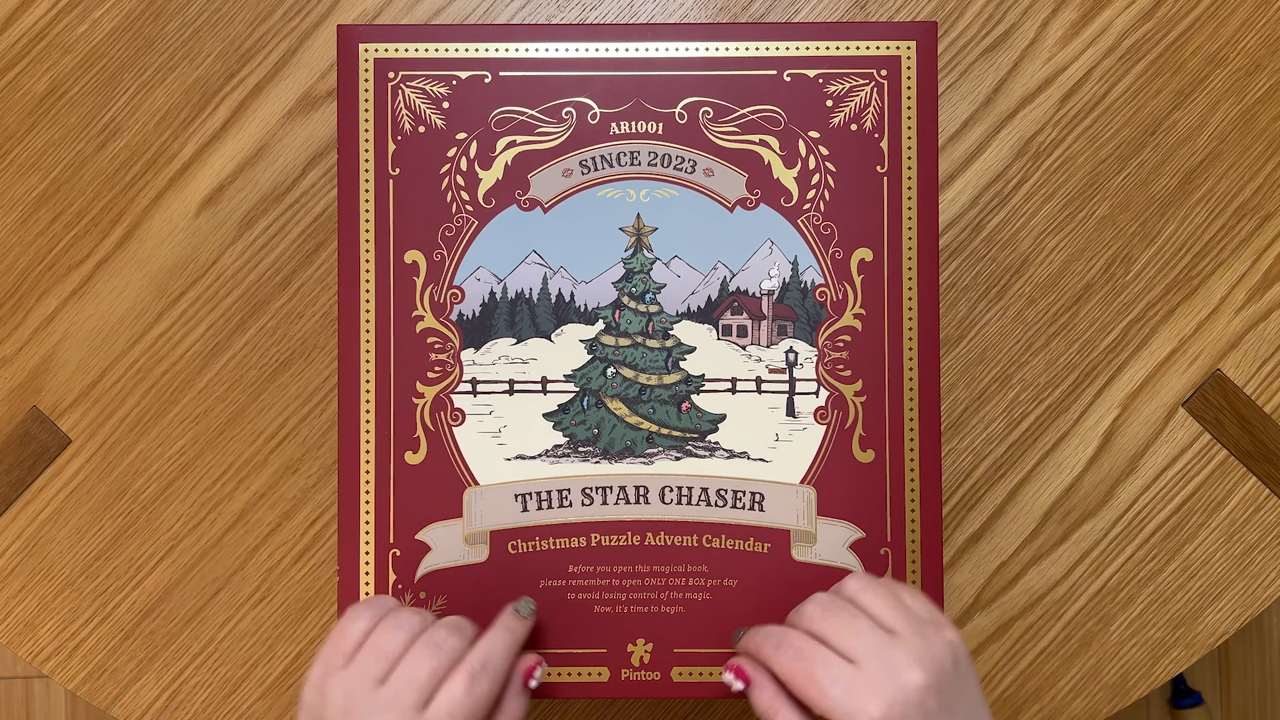 AR1001
SINCE 2023
THE STAR CHASER
Christmas Puzzle Advent Calendar
Before you open this magical book,
please remember to open ONLY ONE BOX per day
to avoid losing control of the magic.
Now, it's time to begin.
Pintoo